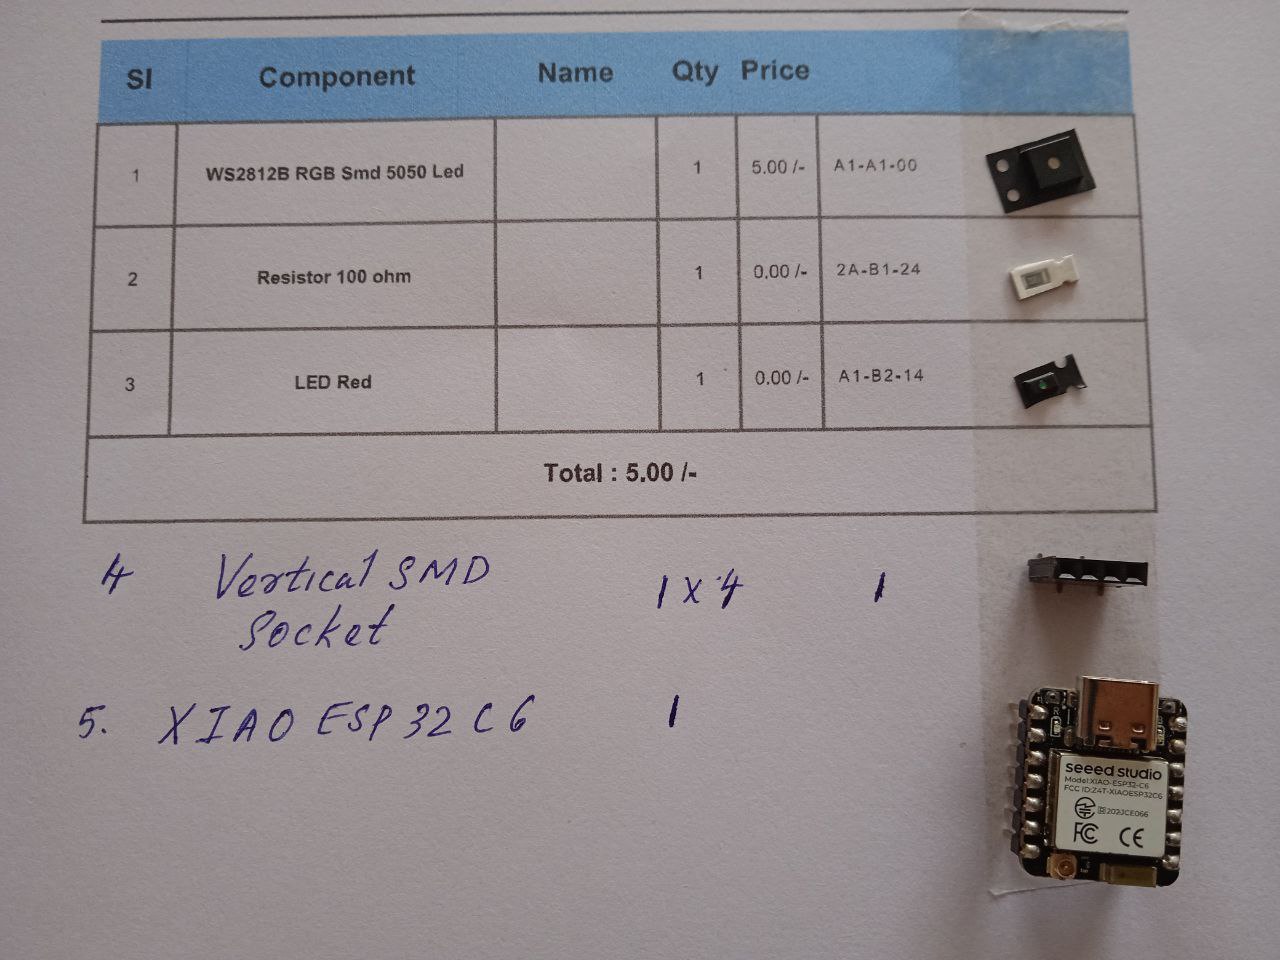 Sl Component Name Qty Price
1 WS2812B RGB Smd 5050 Led 1 5.00 /- A1-A1-00
2 Resistor 100 ohm 1 0.00 /- 2A-B1-24
3 LED Red 1 0.00 /- A1-B2-14
Total : 5.00 /-
4 Vertical SMD 1 x 4 1
Socket
5. XIAO ESP32 C6 1
seeed studio
Model:XIAO-ESP32-C6
FCC ID:Z4T-XIAOESP32C6
R 202JCE066
FC CE